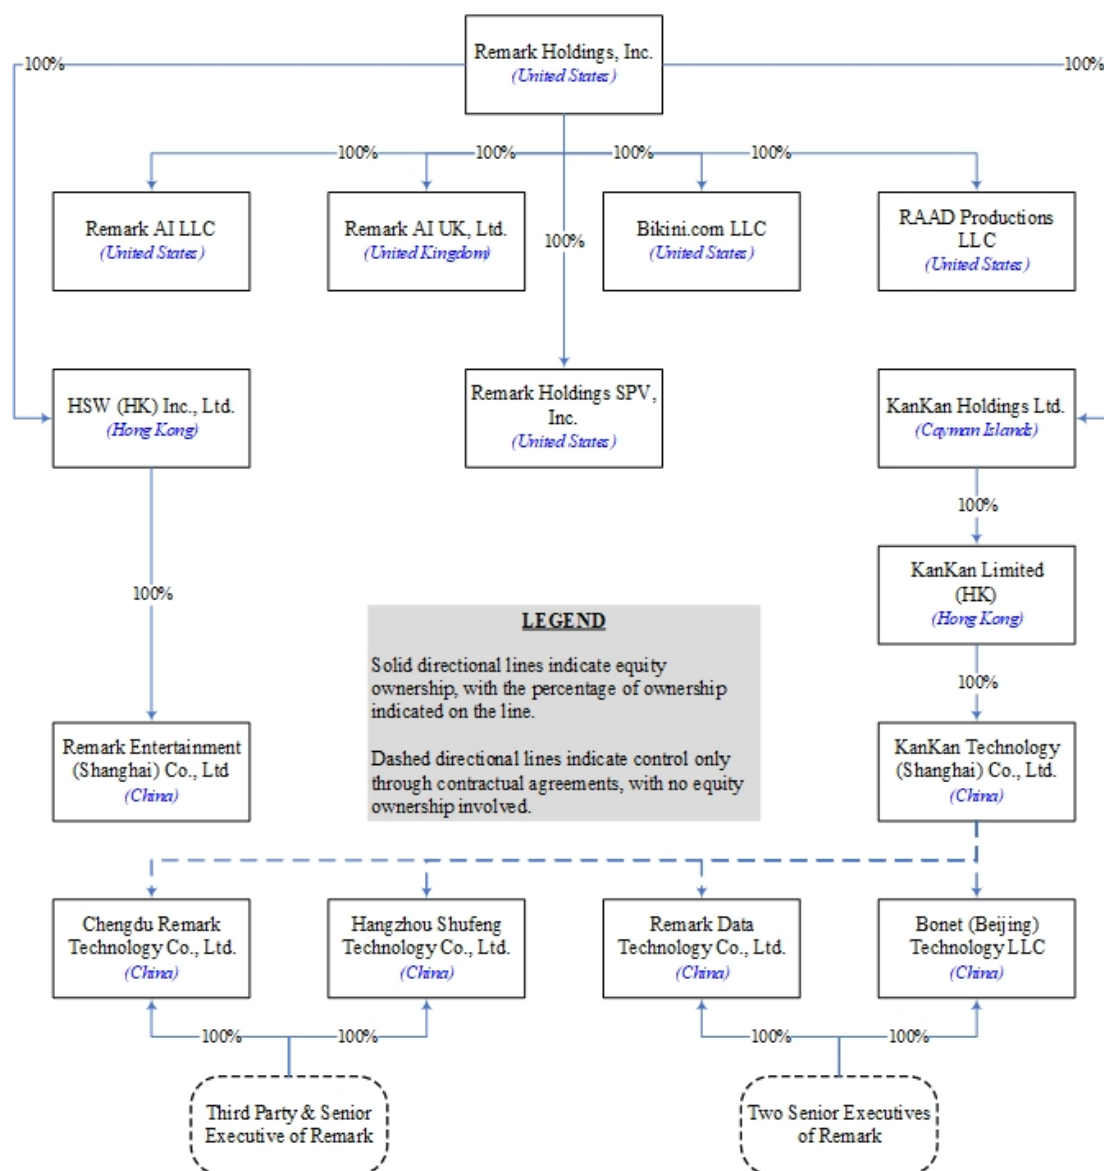 Remark Holdings, Inc.
(United States)
100%
100%
100%
100%
100%
100%
Remark AI LLC
(United States)
Remark AI UK, Ltd.
(United Kingdom)
Bikini.com LLC
(United States)
RAAD Productions
LLC
(United States)
100%
HSW (HK) Inc., Ltd.
(Hong Kong)
Remark Holdings SPV,
Inc.
(United States)
KanKan Holdings Ltd.
(Cayman Islands)
100%
KanKan Limited
(HK)
(Hong Kong)
100%
LEGEND
Solid directional lines indicate equity
ownership, with the percentage of ownership
indicated on the line.
Dashed directional lines indicate control only
through contractual agreements, with no equity
ownership involved.
100%
Remark Entertainment
(Shanghai) Co., Ltd
(China)
KanKan Technology
(Shanghai) Co., Ltd.
(China)
Chengdu Remark
Technology Co., Ltd.
(China)
Hangzhou Shufeng
Technology Co., Ltd.
(China)
Remark Data
Technology Co., Ltd.
(China)
Bonet (Beijing)
Technology LLC
(China)
100%
100%
100%
100%
Third Party & Senior
Executive of Remark
Two Senior Executives
of Remark